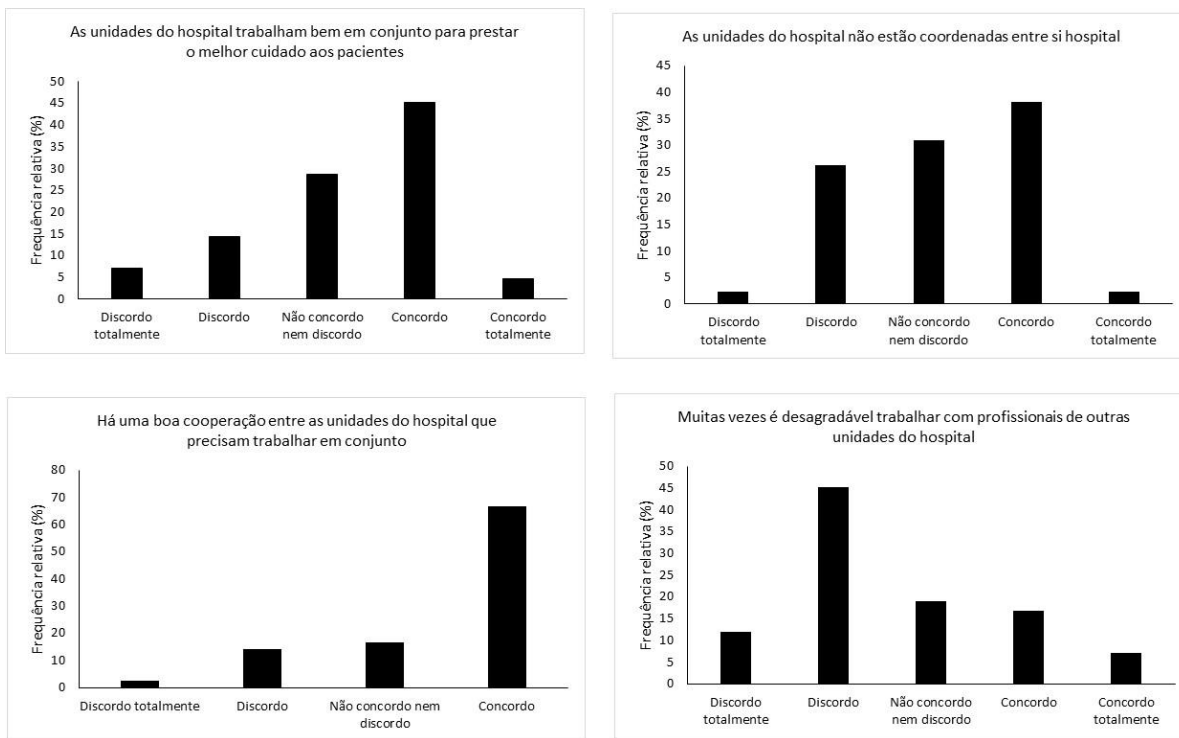 As unidades do hospital trabalham bem em conjunto para prestar
o melhor cuidado aos pacientes
Frequência relativa (%)
50
45
40
35
30
25
20
15
10
5
0
Discordo
totalmente
Discordo
Não concordo
nem discordo
Concordo
Concordo
totalmente
As unidades do hospital não estão coordenadas entre si hospital
Frequência relativa (%)
45
40
35
30
25
20
15
10
5
0
Discordo
totalmente
Discordo
Não concordo
nem discordo
Concordo
Concordo
totalmente
Há uma boa cooperação entre as unidades do hospital que
precisam trabalhar em conjunto
Frequência relativa (%)
80
70
60
50
40
30
20
10
0
Discordo totalmente
Discordo
Não concordo nem
discordo
Concordo
Muitas vezes é desagradável trabalhar com profissionais de outras
unidades do hospital
Frequência relativa (%)
50
45
40
35
30
25
20
15
10
5
0
Discordo
totalmente
Discordo
Não concordo
nem discordo
Concordo
Concordo
totalmente